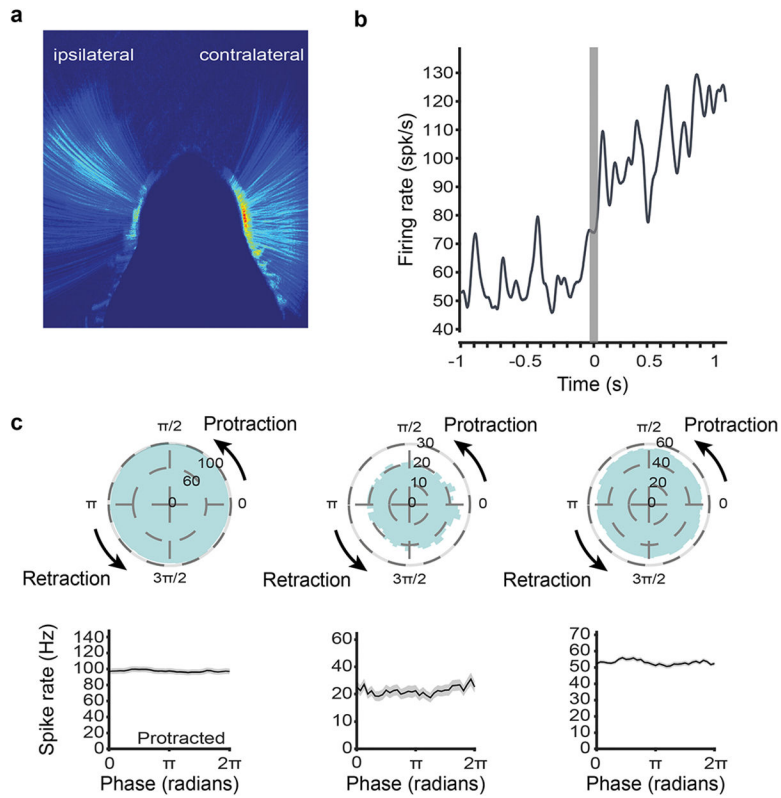 a
ipsilateral
contralateral
b
Firing rate (spk/s)
130
120
110
100
90
80
70
60
50
40
-1
-0.5
0
0.5
1
Time (s)
c
π/2
Protraction
100
60
0
π
0
Retraction
3π/2
π/2
Protraction
30
20
10
0
π
0
Retraction
3π/2
π/2
Protraction
60
40
20
0
π
0
Retraction
3π/2
Spike rate (Hz)
140
120
100
80
60
40
20
0
Protracted
0
π
2π
Phase (radians)
60
40
20
0
0
π
2π
Phase (radians)
70
60
50
40
30
20
10
0
0
π
2π
Phase (radians)